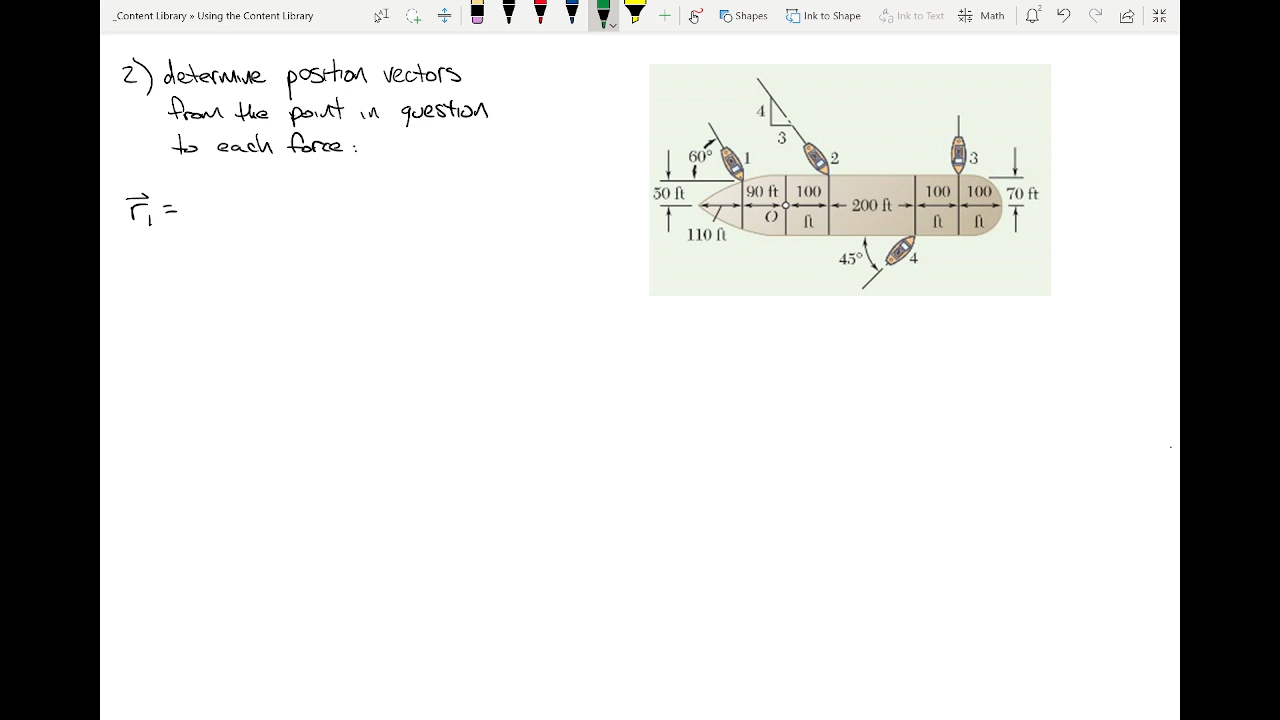 _Content Library » Using the Content Library
Shapes
Ink to Shape
Ink to Text
Math
2) determine position vectors
from the point in question
to each force:
r⃗₁ =
4
3
60°
1
2
3
50 ft
90 ft
100
ft
200 ft
100
ft
100
ft
70 ft
O
110 ft
45°
4